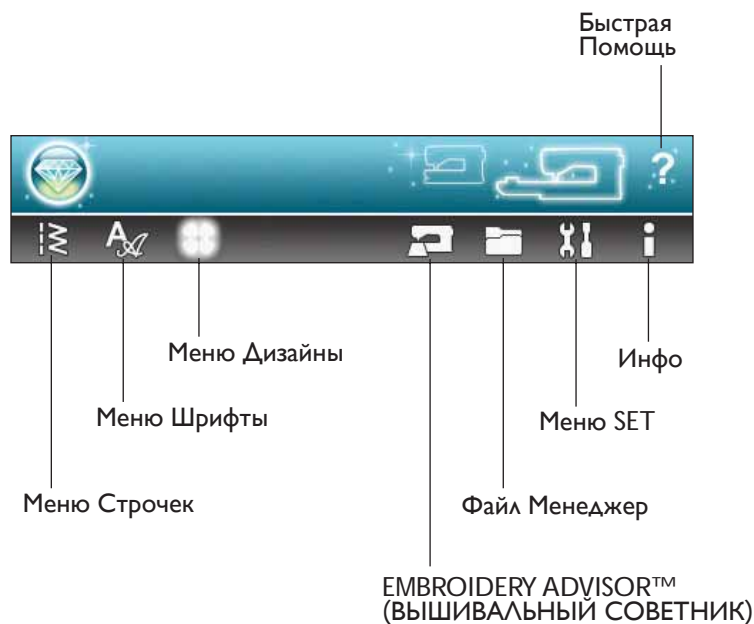 Быстрая
Помощь
?
Меню Дизайны
Инфо
Меню Шрифты
Меню SET
Меню Строчек
Файл Менеджер
EMBROIDERY ADVISOR™
(ВЫШИВАЛЬНЫЙ СОВЕТНИК)